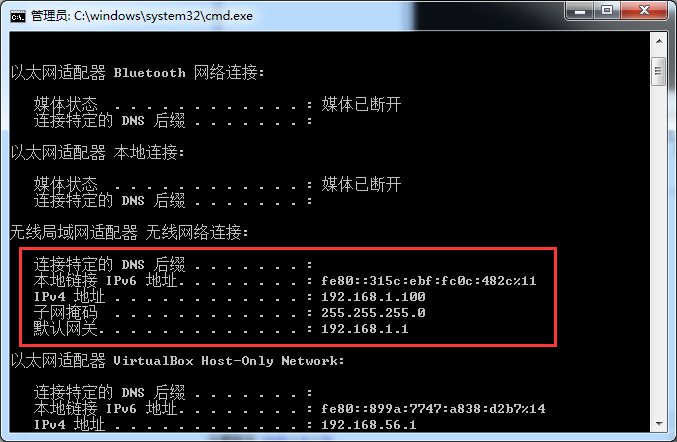 管理员: C:\windows\system32\cmd.exe
以太网适配器 Bluetooth 网络连接:
媒体状态 . . . . . . . . . . . . : 媒体已断开
连接特定的 DNS 后缀 . . . . . . . :
以太网适配器 本地连接:
媒体状态 . . . . . . . . . . . . : 媒体已断开
连接特定的 DNS 后缀 . . . . . . . :
无线局域网适配器 无线网络连接:
连接特定的 DNS 后缀 . . . . . . . :
本地链接 IPv6 地址. . . . . . . . : fe80::315c:ebf:fc0c:482c%11
IPv4 地址 . . . . . . . . . . . . : 192.168.1.100
子网掩码 . . . . . . . . . . . . : 255.255.255.0
默认网关. . . . . . . . . . . . . : 192.168.1.1
以太网适配器 VirtualBox Host-Only Network:
连接特定的 DNS 后缀 . . . . . . . :
本地链接 IPv6 地址. . . . . . . . : fe80::899a:7747:a838:d2b7%14
IPv4 地址 . . . . . . . . . . . . : 192.168.56.1